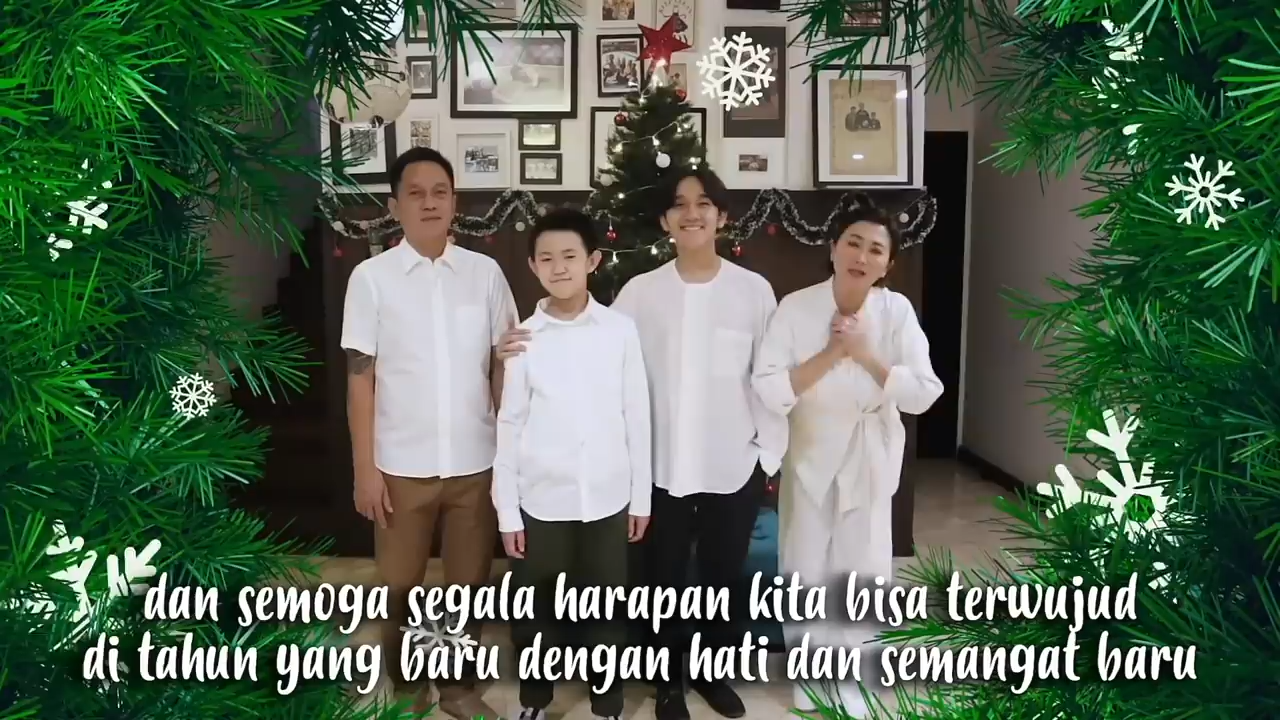 dan semoga segala harapan kita bisa terwujud
di tahun yang baru dengan hati dan semangat baru